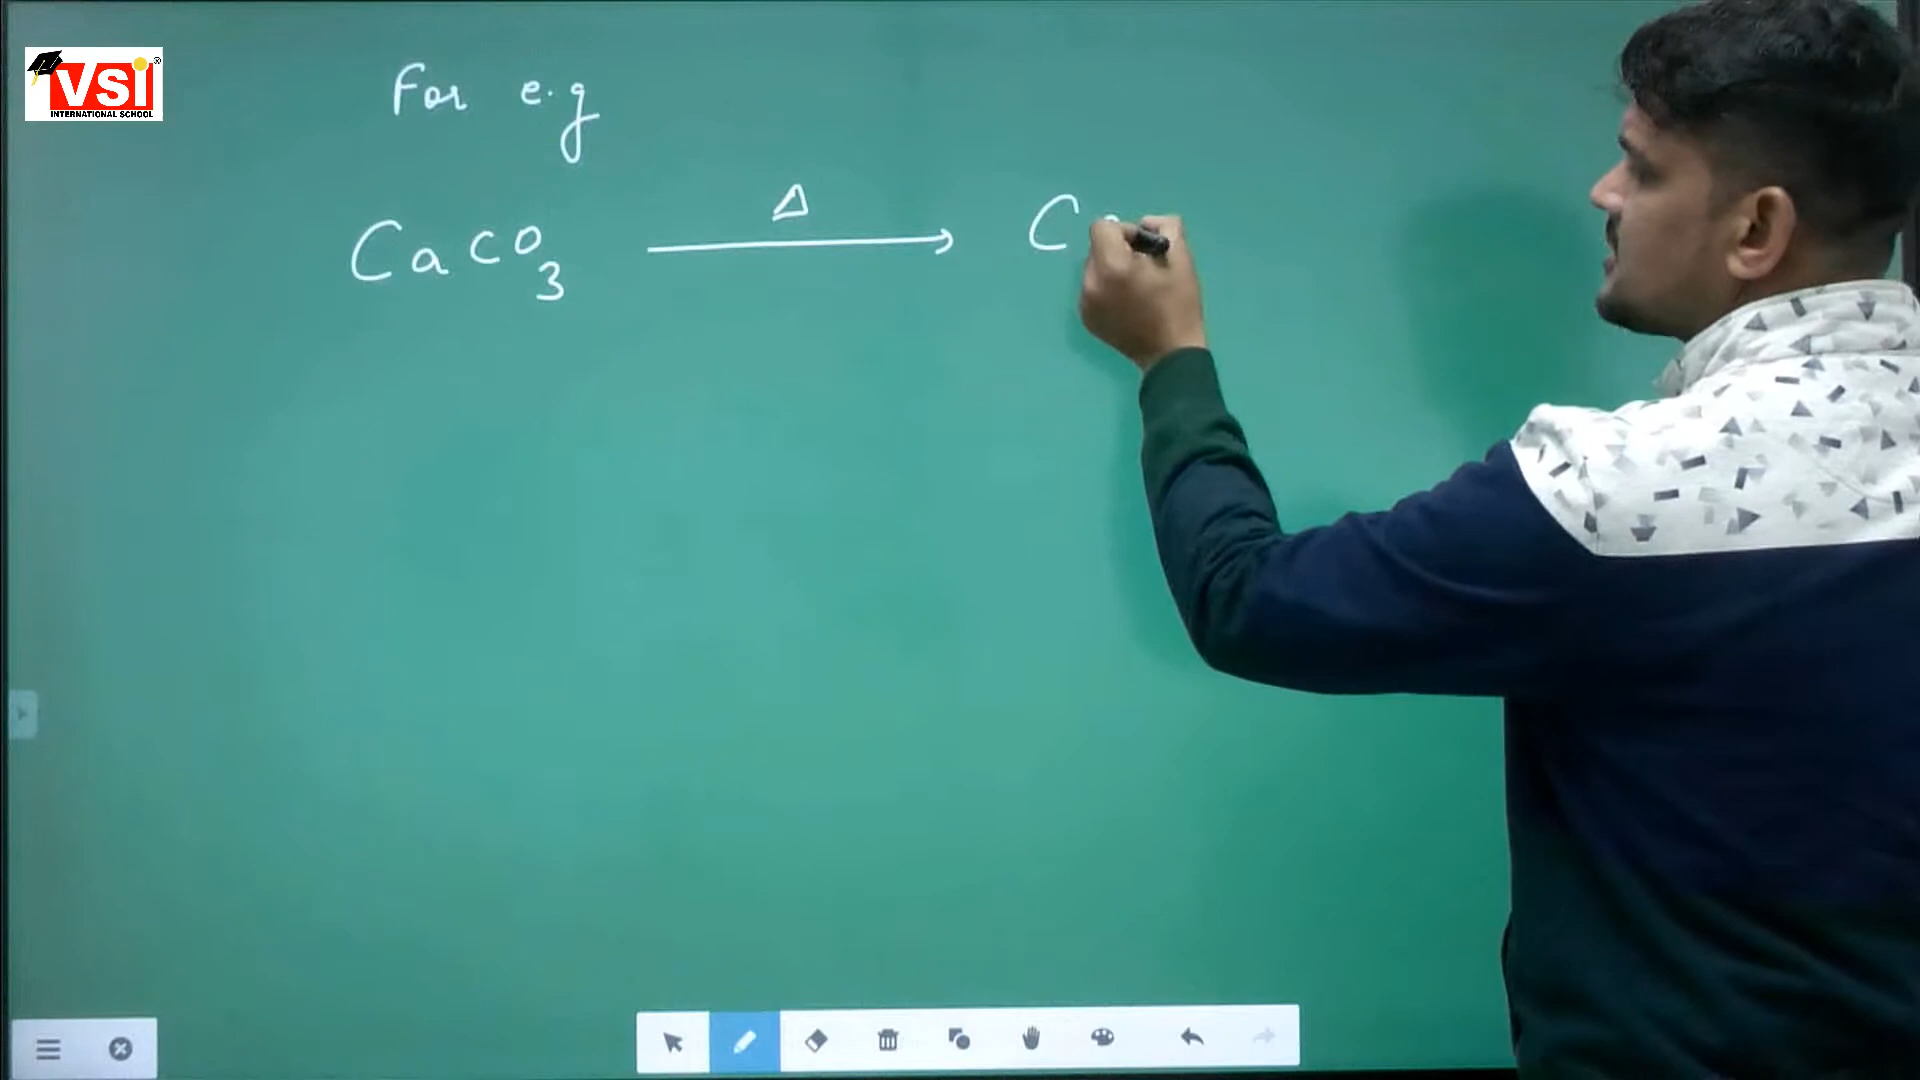 VSI®
INTERNATIONAL SCHOOL
For e.g
CaCO3 Δ → C